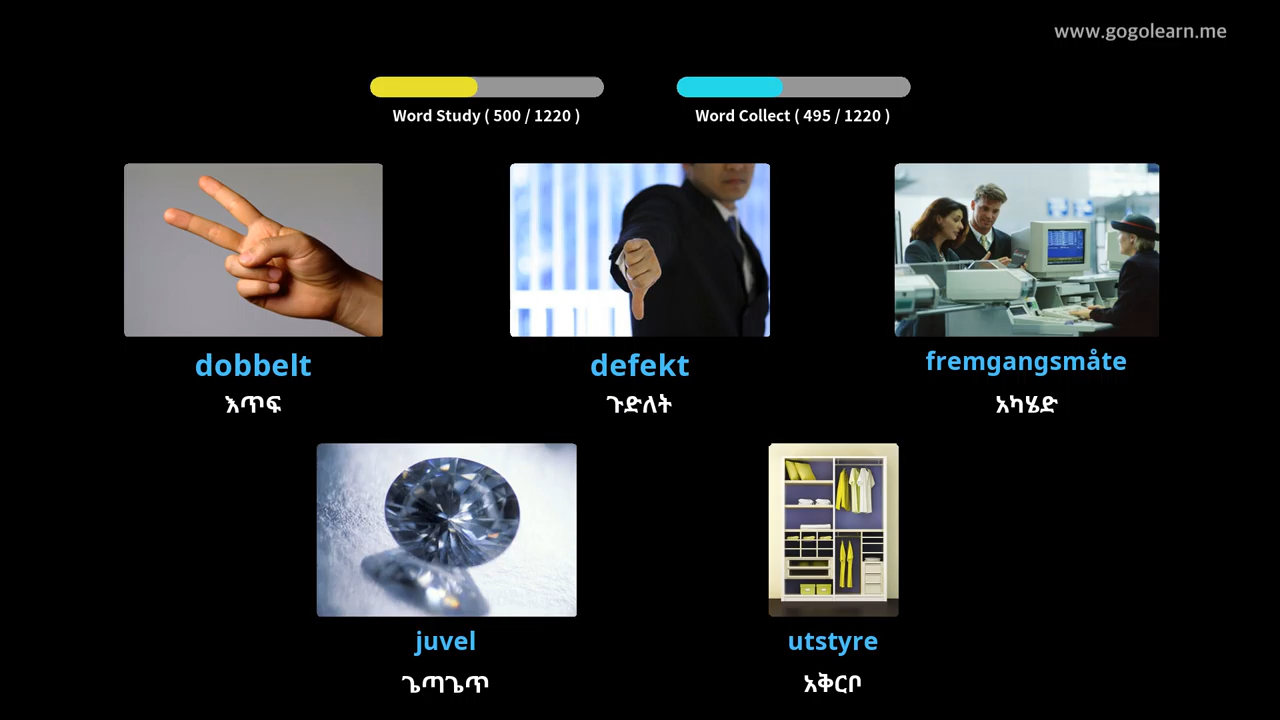 www.gogolearn.me
Word Study ( 500 / 1220 )
Word Collect ( 495 / 1220 )
dobbelt
defekt
fremgangsmåte
እጥፍ
ጉድለት
አካሄድ
juvel
utstyre
ጌጣጌጥ
አቅርቦ